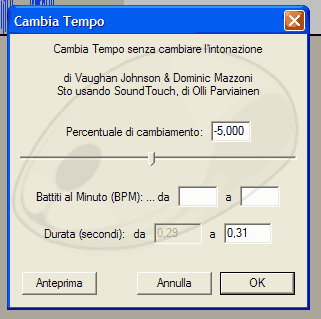 Cambia Tempo
Cambia Tempo senza cambiare l'intonazione
di Vaughan Johnson & Dominic Mazzoni
Sto usando SoundTouch, di Olli Parviainen
Percentuale di cambiamento: -5,000
Battiti al Minuto (BPM): ... da a
Durata (secondi): da 0,29 a 0,31
Anteprima Annulla OK